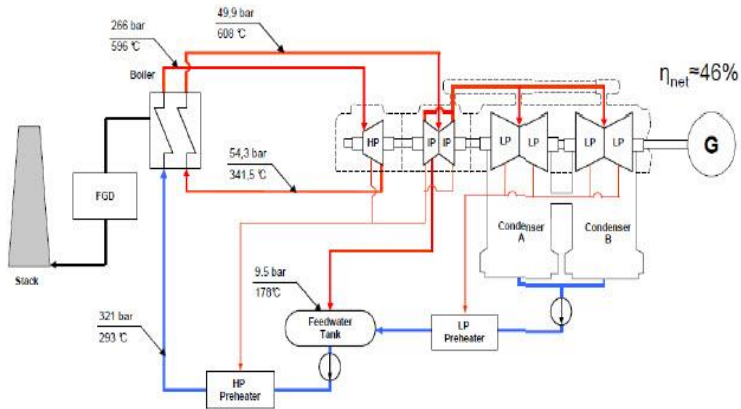 49,9 bar
608 °C
266 bar
596 °C
Boiler
ηnet≈46%
HP
IP
IP
LP
LP
LP
LP
G
54,3 bar
341,5 °C
FGD
Stack
Condenser
A
Condenser
B
9.5 bar
178°C
Feedwater
Tank
LP
Preheater
321 bar
293 °C
HP
Preheater